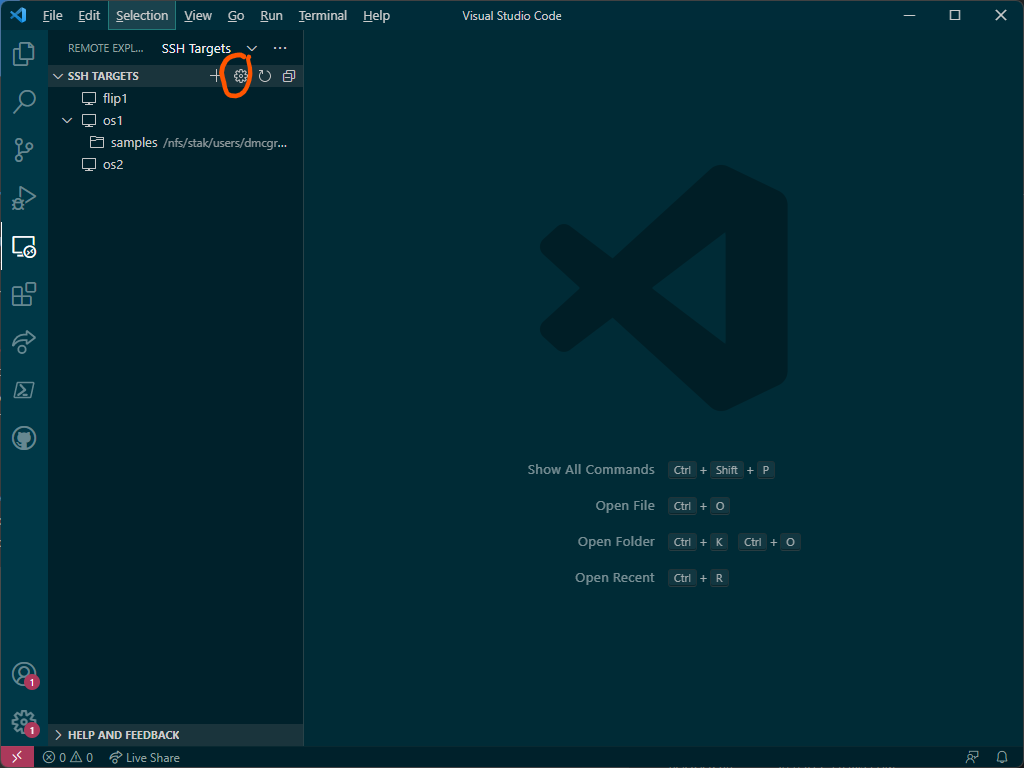 File Edit Selection View Go Run Terminal Help Visual Studio Code
REMOTE EXPL... SSH Targets
SSH TARGETS
flip1
os1
samples /nfs/stak/users/dmcgr...
os2
Show All Commands Ctrl + Shift + P
Open File Ctrl + O
Open Folder Ctrl + K Ctrl + O
Open Recent Ctrl + R
1
1
HELP AND FEEDBACK
0 0 Live Share